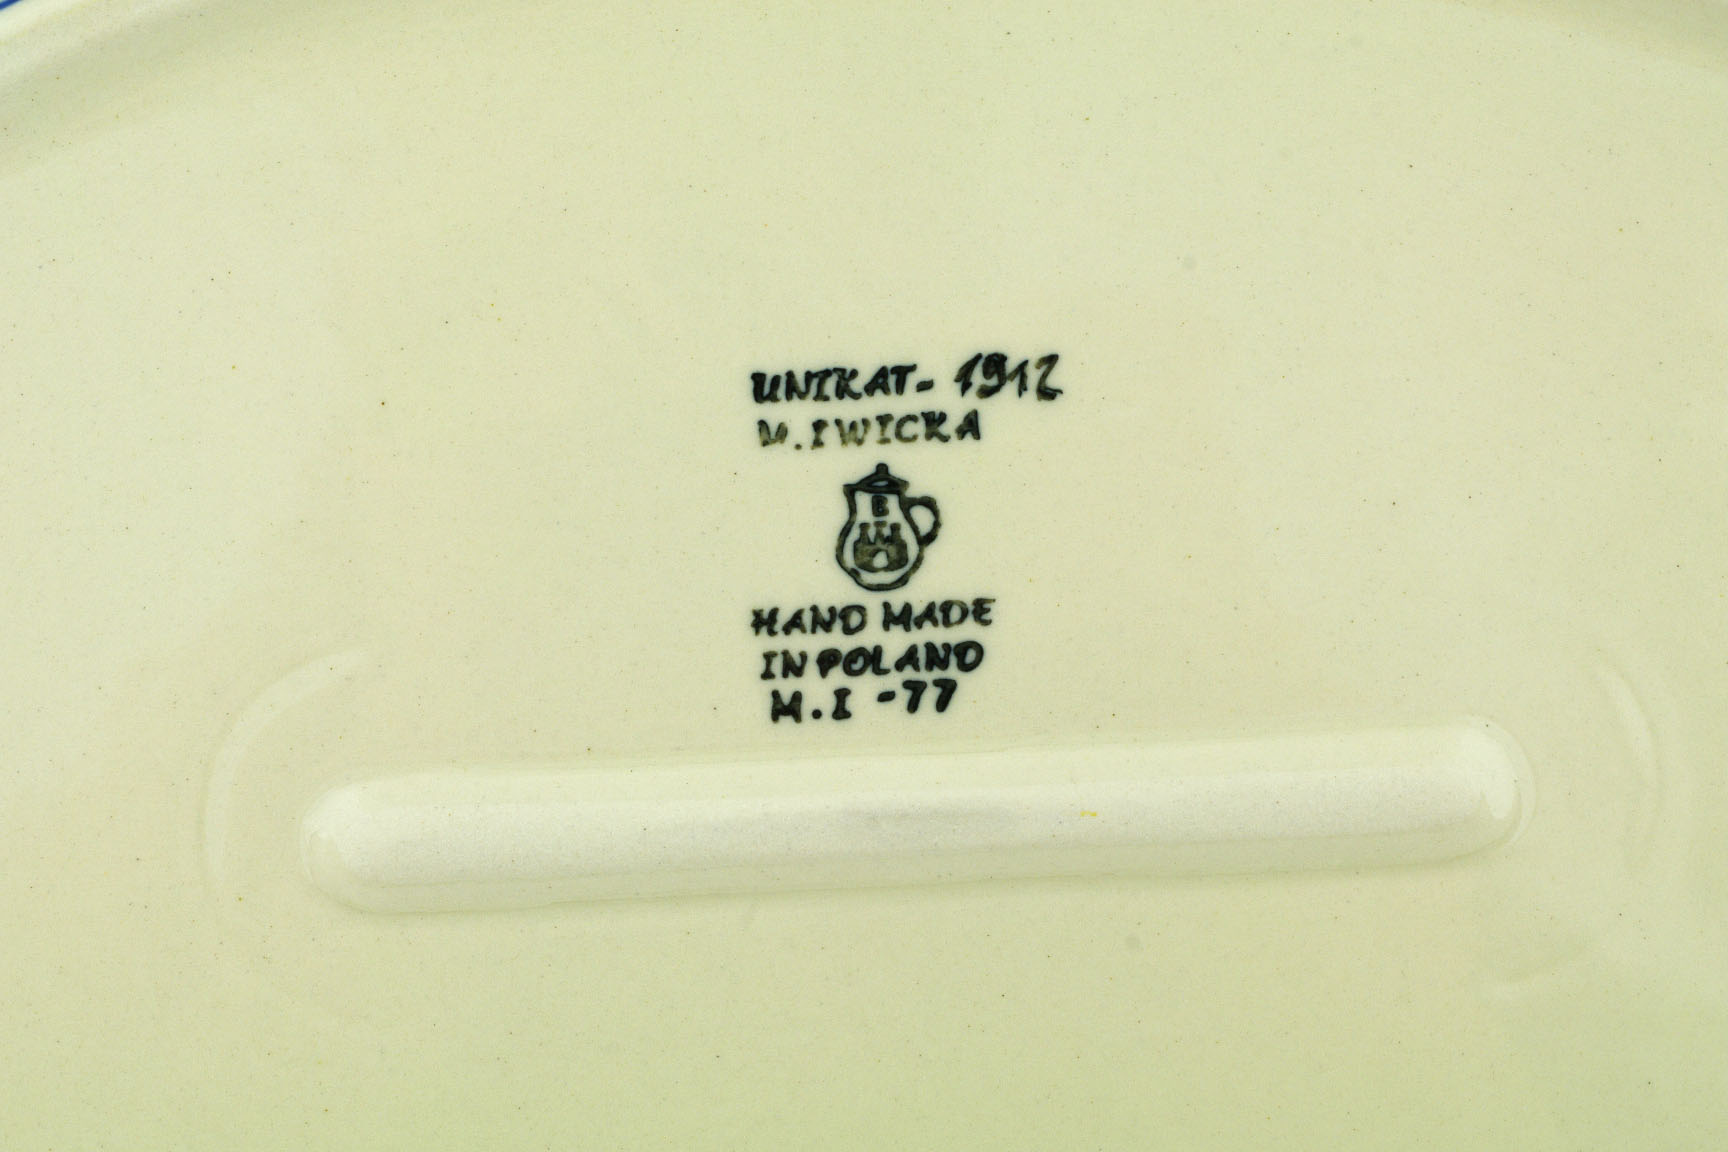 UNIKAT- 1912
M.IWICKA
B
HAND MADE
IN POLAND
M.I -77